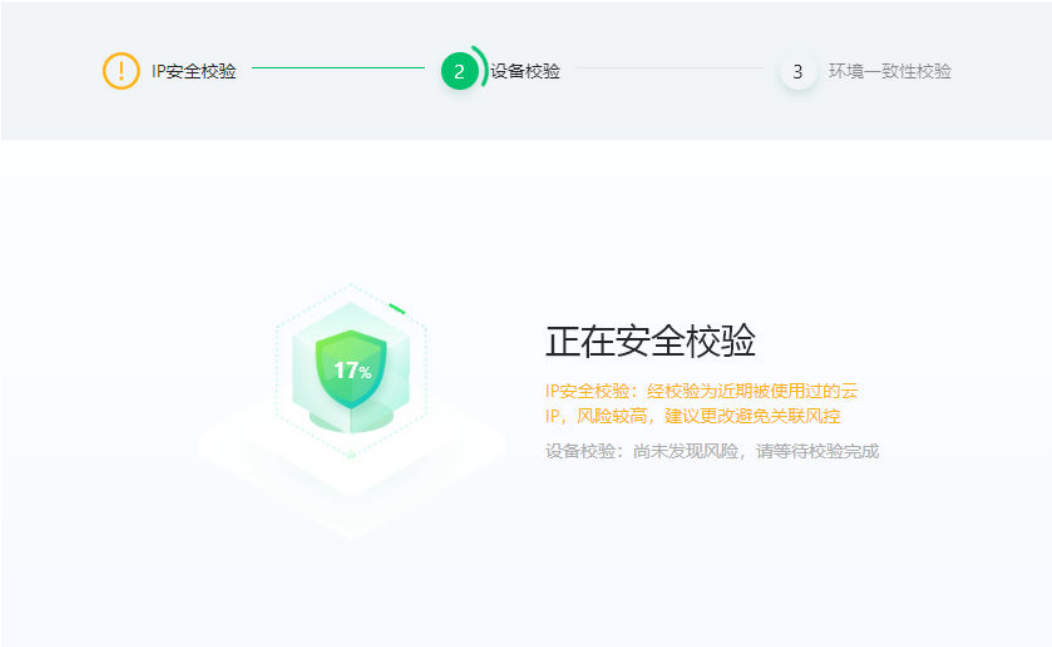 ! IP安全校验
2 设备校验
3 环境一致性校验
17%
正在安全校验
IP安全校验：经校验为近期被使用过的云
IP，风险较高，建议更改避免关联风控
设备校验：尚未发现风险，请等待校验完成